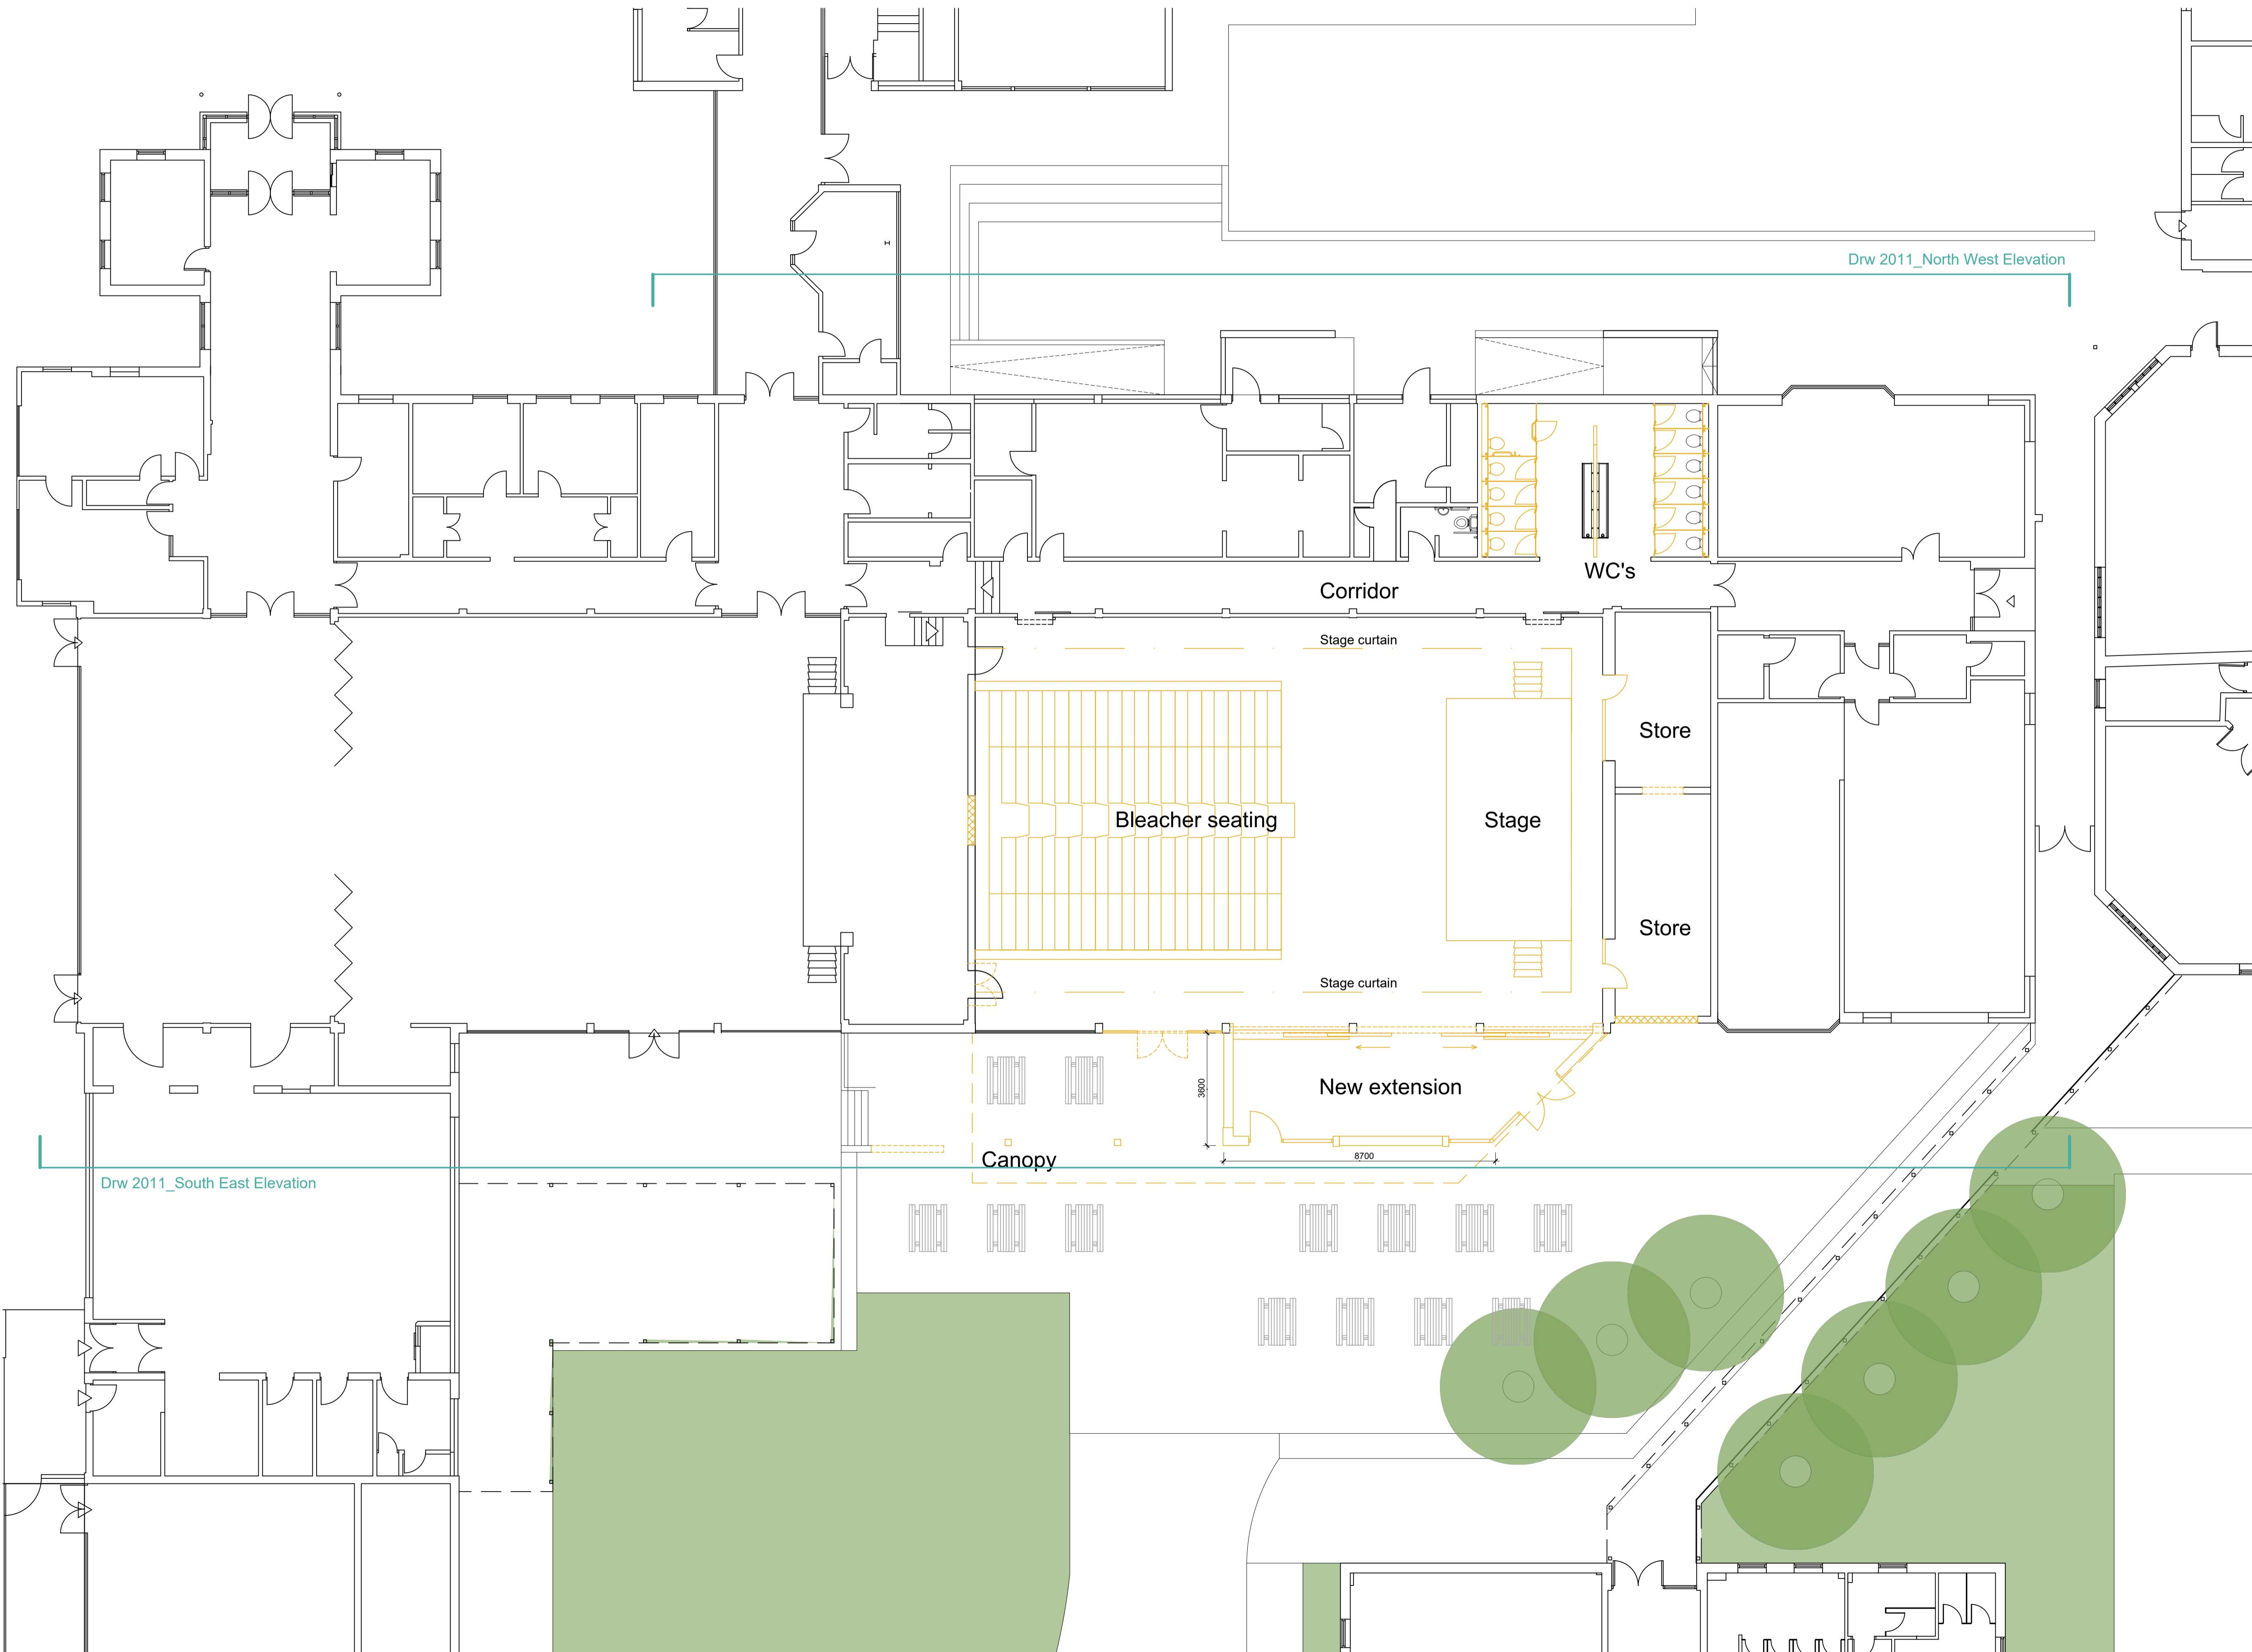 Drw 2011_North West Elevation
WC's
Corridor
Stage curtain
Store
Bleacher seating
Stage
Store
Stage curtain
3600
New extension
8700
Canopy
Drw 2011_South East Elevation